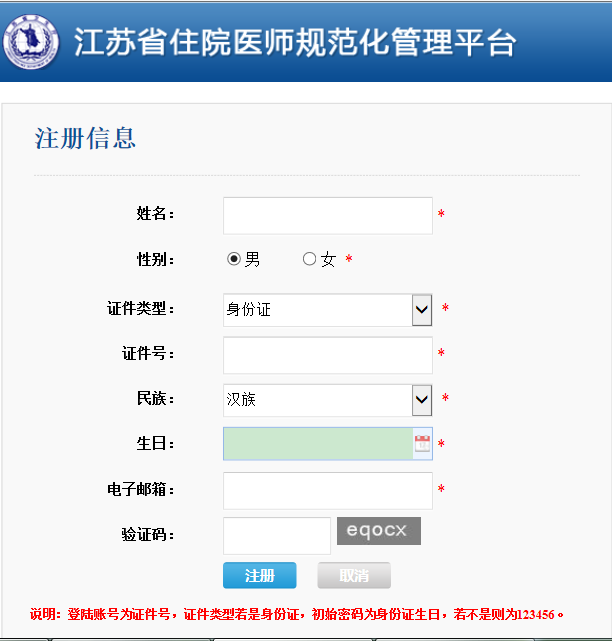 江苏省住院医师规范化管理平台
注册信息
姓名： *
性别： 男 女 *
证件类型： 身份证 *
证件号： *
民族： 汉族 *
生日： *
电子邮箱： *
验证码： eqocx
注册 取消
说明：登陆账号为证件号，证件类型若是身份证，初始密码为身份证生日，若不是则为123456。